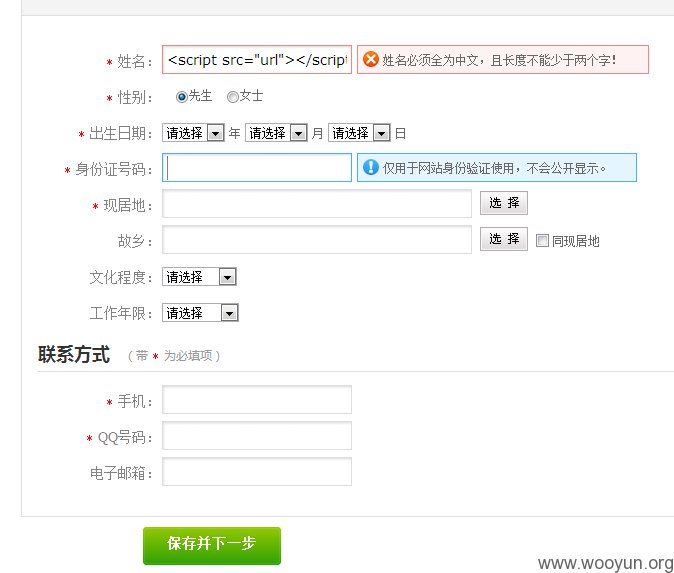 * 姓名： <script src="url"></script 姓名必须全为中文，且长度不能少于两个字！
* 性别： 先生 女士
* 出生日期： 请选择 年 请选择 月 请选择 日
* 身份证号码： 仅用于网站身份验证使用，不会公开显示。
* 现居地： 选 择
故乡： 选 择 同现居地
文化程度： 请选择
工作年限： 请选择
联系方式 （带 * 为必填项）
* 手机：
* QQ号码：
电子邮箱：
保存并下一步
www.wooyun.org